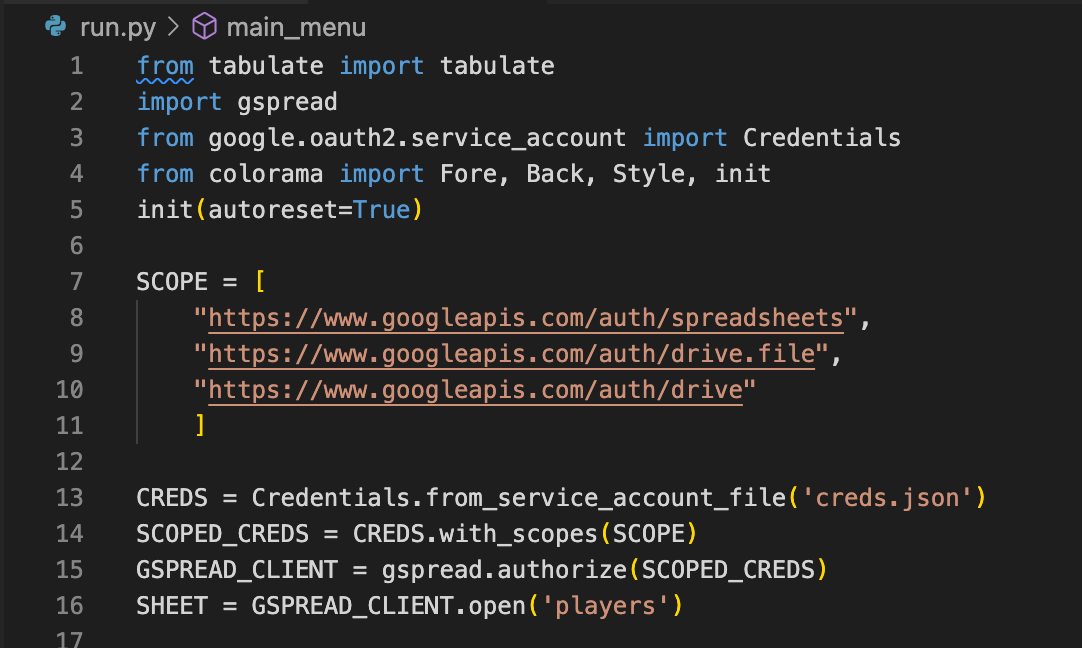 run.py > main_menu
1 from tabulate import tabulate
2 import gspread
3 from google.oauth2.service_account import Credentials
4 from colorama import Fore, Back, Style, init
5 init(autoreset=True)
6
7 SCOPE = [
8     "https://www.googleapis.com/auth/spreadsheets",
9     "https://www.googleapis.com/auth/drive.file",
10     "https://www.googleapis.com/auth/drive"
11     ]
12
13 CREDS = Credentials.from_service_account_file('creds.json')
14 SCOPED_CREDS = CREDS.with_scopes(SCOPE)
15 GSPREAD_CLIENT = gspread.authorize(SCOPED_CREDS)
16 SHEET = GSPREAD_CLIENT.open('players')
17